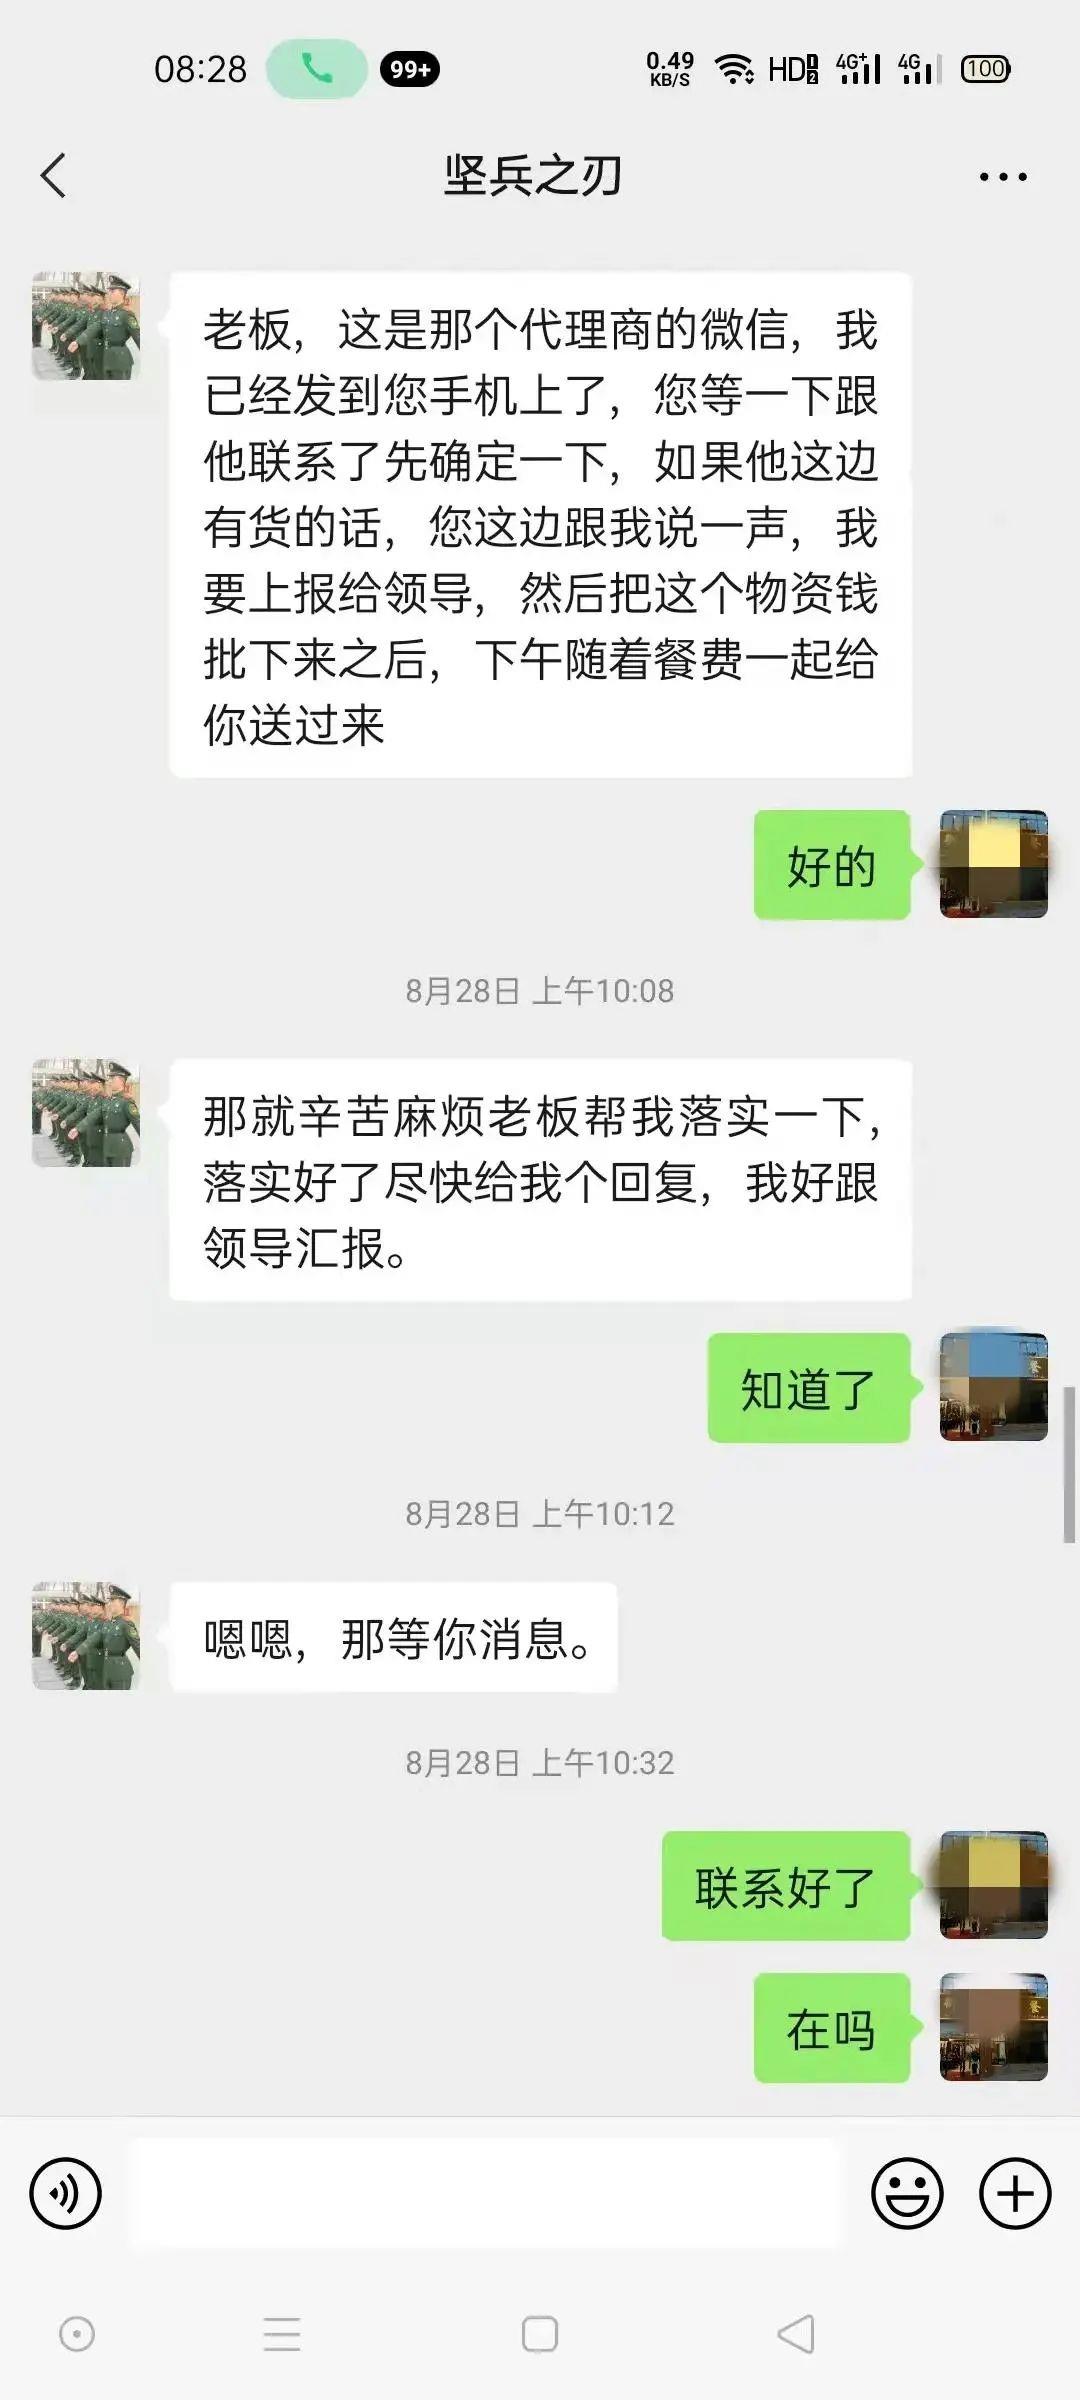 08:28
99+
0.49
KB/S
HD
1
2
4G+
4G
100
坚兵之刃
老板，这是那个代理商的微信，我
已经发到您手机上了，您等一下跟
他联系了先确定一下，如果他这边
有货的话，您这边跟我说一声，我
要上报给领导，然后把这个物资钱
批下来之后，下午随着餐费一起给
你送过来
好的
8月28日 上午10:08
那就辛苦麻烦老板帮我落实一下，
落实好了尽快给我个回复，我好跟
领导汇报。
知道了
8月28日 上午10:12
嗯嗯，那等你消息。
8月28日 上午10:32
联系好了
在吗